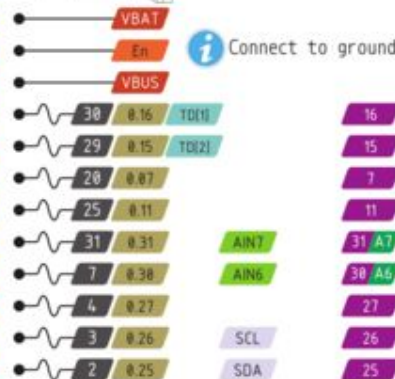 VBAT
En Connect to ground
VBUS
30 0.16 TD[1] 16
29 0.15 TD[2] 15
20 0.07 7
25 0.11 11
31 0.31 AIN7 31 A7
7 0.30 AIN6 30 A6
4 0.27 27
3 0.26 SCL 26
2 0.25 SDA 25